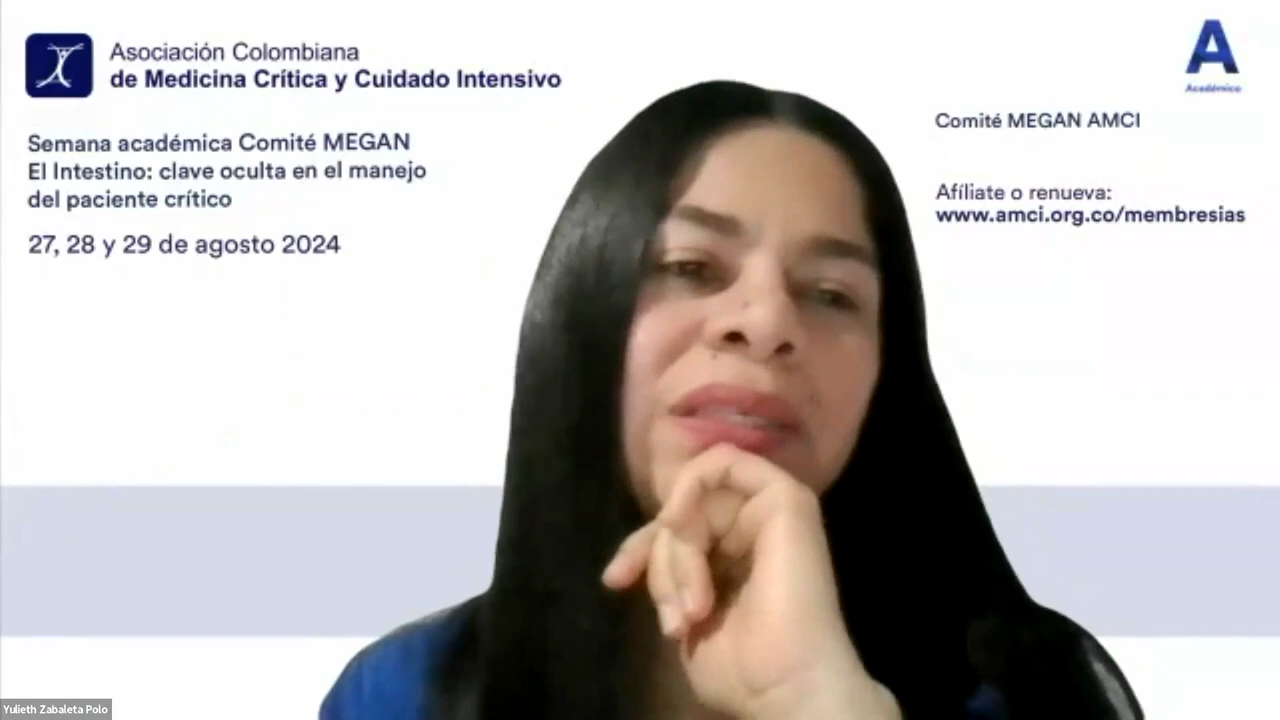 Asociación Colombiana
de Medicina Crítica y Cuidado Intensivo
Semana académica Comité MEGAN
El Intestino: clave oculta en el manejo
del paciente crítico
27, 28 y 29 de agosto 2024
A
Académico
Comité MEGAN AMCI
Afíliate o renueva:
www.amci.org.co/membresias
Yulieth Zabaleta Polo